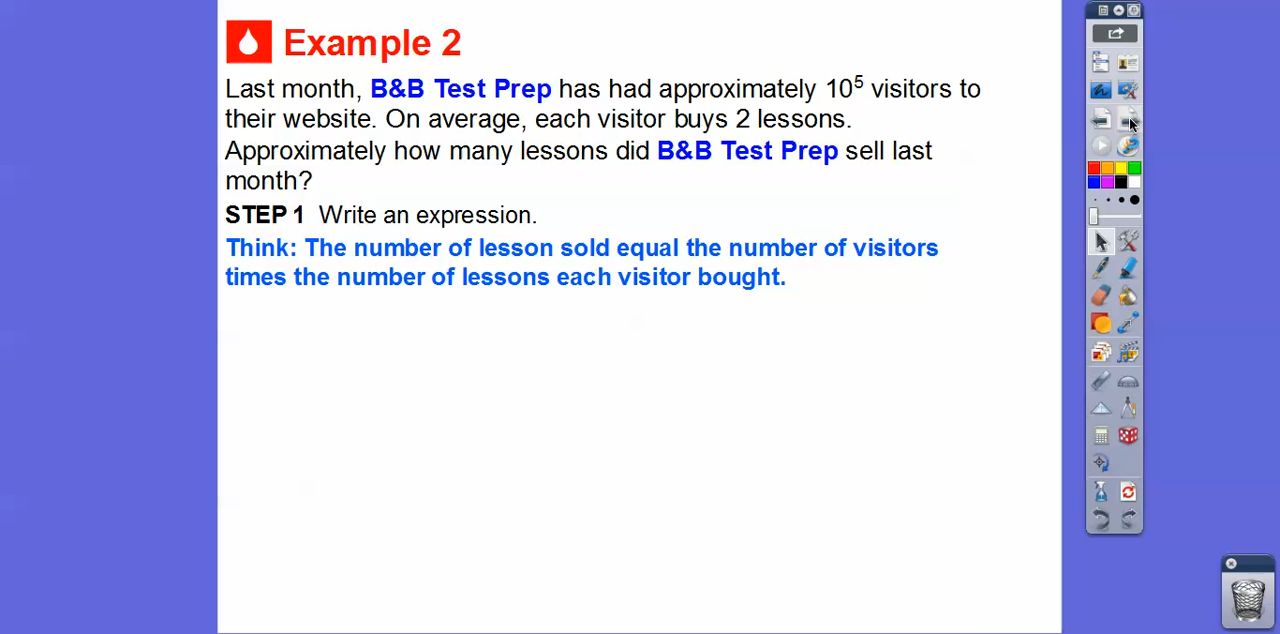 Example 2
Last month, B&B Test Prep has had approximately 10⁵ visitors to
their website. On average, each visitor buys 2 lessons.
Approximately how many lessons did B&B Test Prep sell last
month?
STEP 1 Write an expression.
Think: The number of lesson sold equal the number of visitors
times the number of lessons each visitor bought.